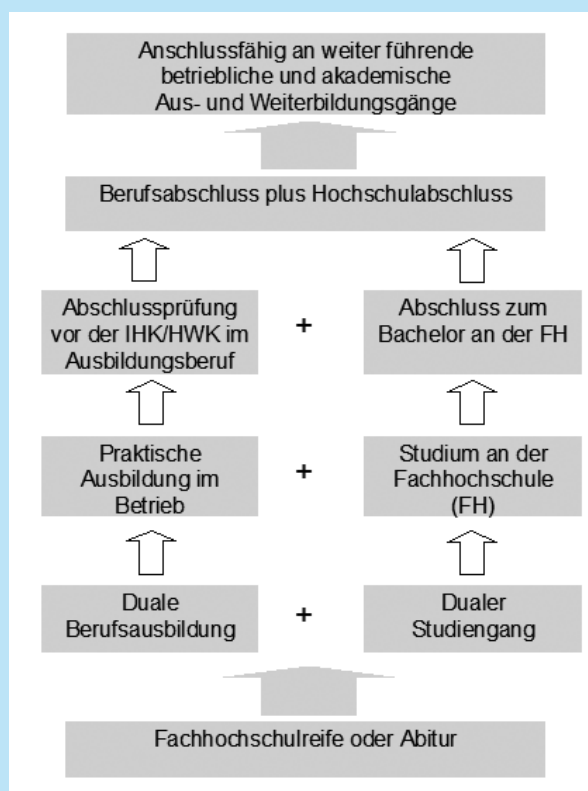 Anschlussfähig an weiter führende
betriebliche und akademische
Aus- und Weiterbildungsgänge
Berufsabschluss plus Hochschulabschluss
Abschlussprüfung
vor der IHK/HWK im
Ausbildungsberuf
+
Abschluss zum
Bachelor an der FH
Praktische
Ausbildung im
Betrieb
+
Studium an der
Fachhochschule
(FH)
Duale
Berufsausbildung
+
Dualer
Studiengang
Fachhochschulreife oder Abitur